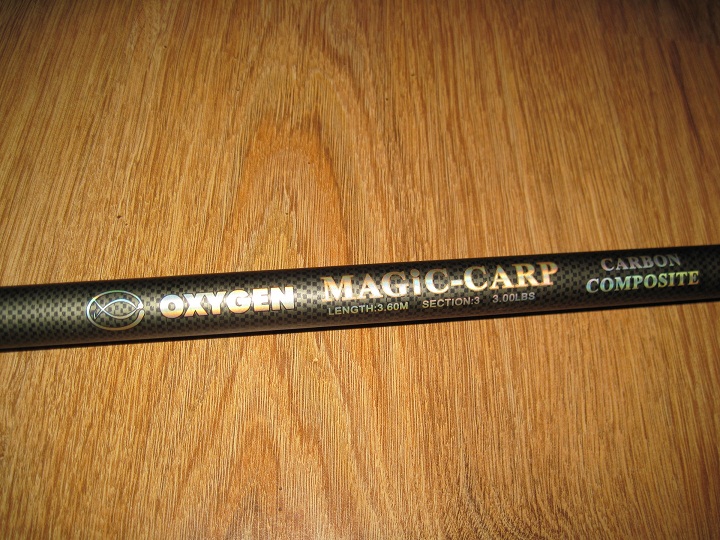 OXYGEN MAGiC-CARP
LENGTH:3.60M SECTION:3 3.00LBS
CARBON
COMPOSITE